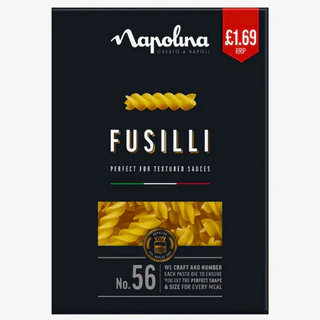 Napolina
CREATO A NAPOLI
£1.69
RRP
FUSILLI
PERFECT FOR TEXTURED SAUCES
No. 56
WE CRAFT AND NUMBER
EACH PASTA DIE TO ENSURE
YOU GET THE PERFECT SHAPE
& SIZE FOR EVERY MEAL